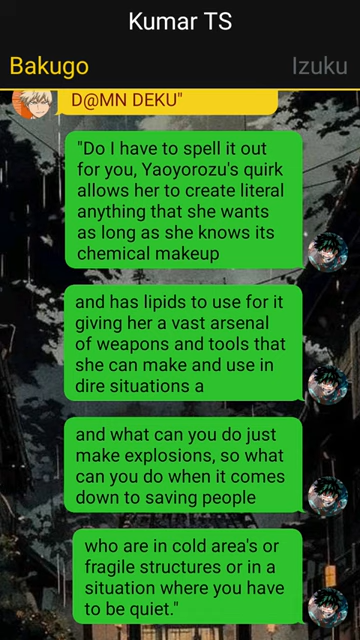 Kumar TS
Bakugo
Izuku
D@MN DEKU"
"Do I have to spell it out
for you, Yaoyorozu's quirk
allows her to create literal
anything that she wants
as long as she knows its
chemical makeup
and has lipids to use for it
giving her a vast arsenal
of weapons and tools that
she can make and use in
dire situations a
and what can you do just
make explosions, so what
can you do when it comes
down to saving people
who are in cold area's or
fragile structures or in a
situation where you have
to be quiet."